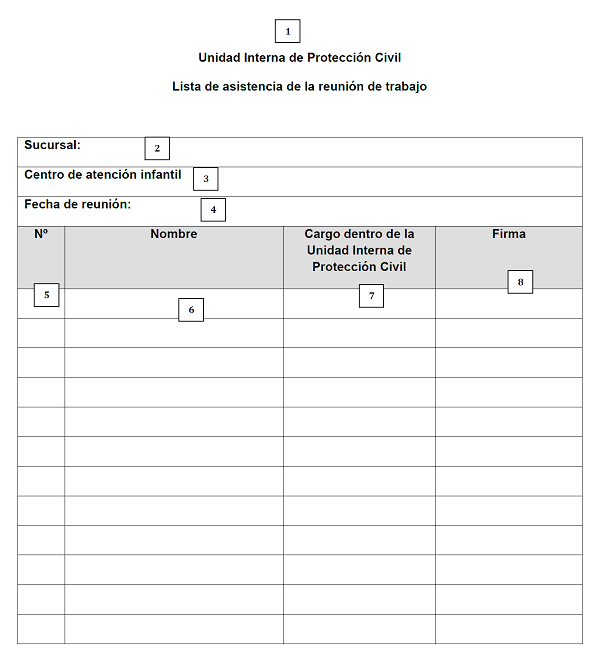 1
Unidad Interna de Protección Civil
Lista de asistencia de la reunión de trabajo
Sucursal: 2
Centro de atención infantil 3
Fecha de reunión: 4
Nº
Nombre
Cargo dentro de la
Unidad Interna de
Protección Civil
Firma
5
6
7
8